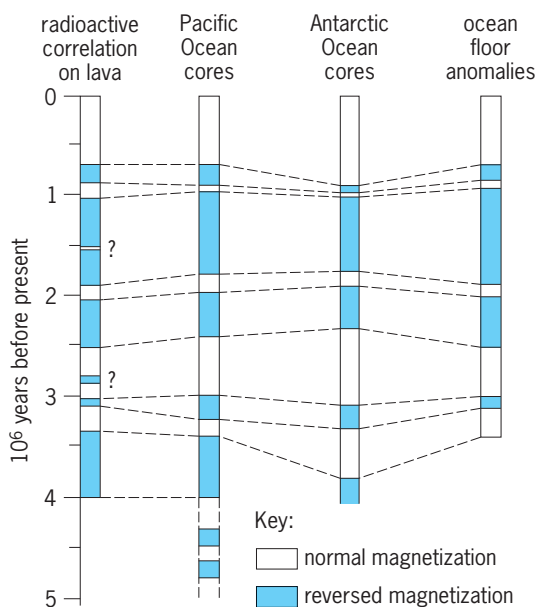 radioactive
correlation
on lava
Pacific
Ocean
cores
Antarctic
Ocean
cores
ocean
floor
anomalies
10⁶ years before present
0
1
2
3
4
5
?
?
Key:
normal magnetization
reversed magnetization